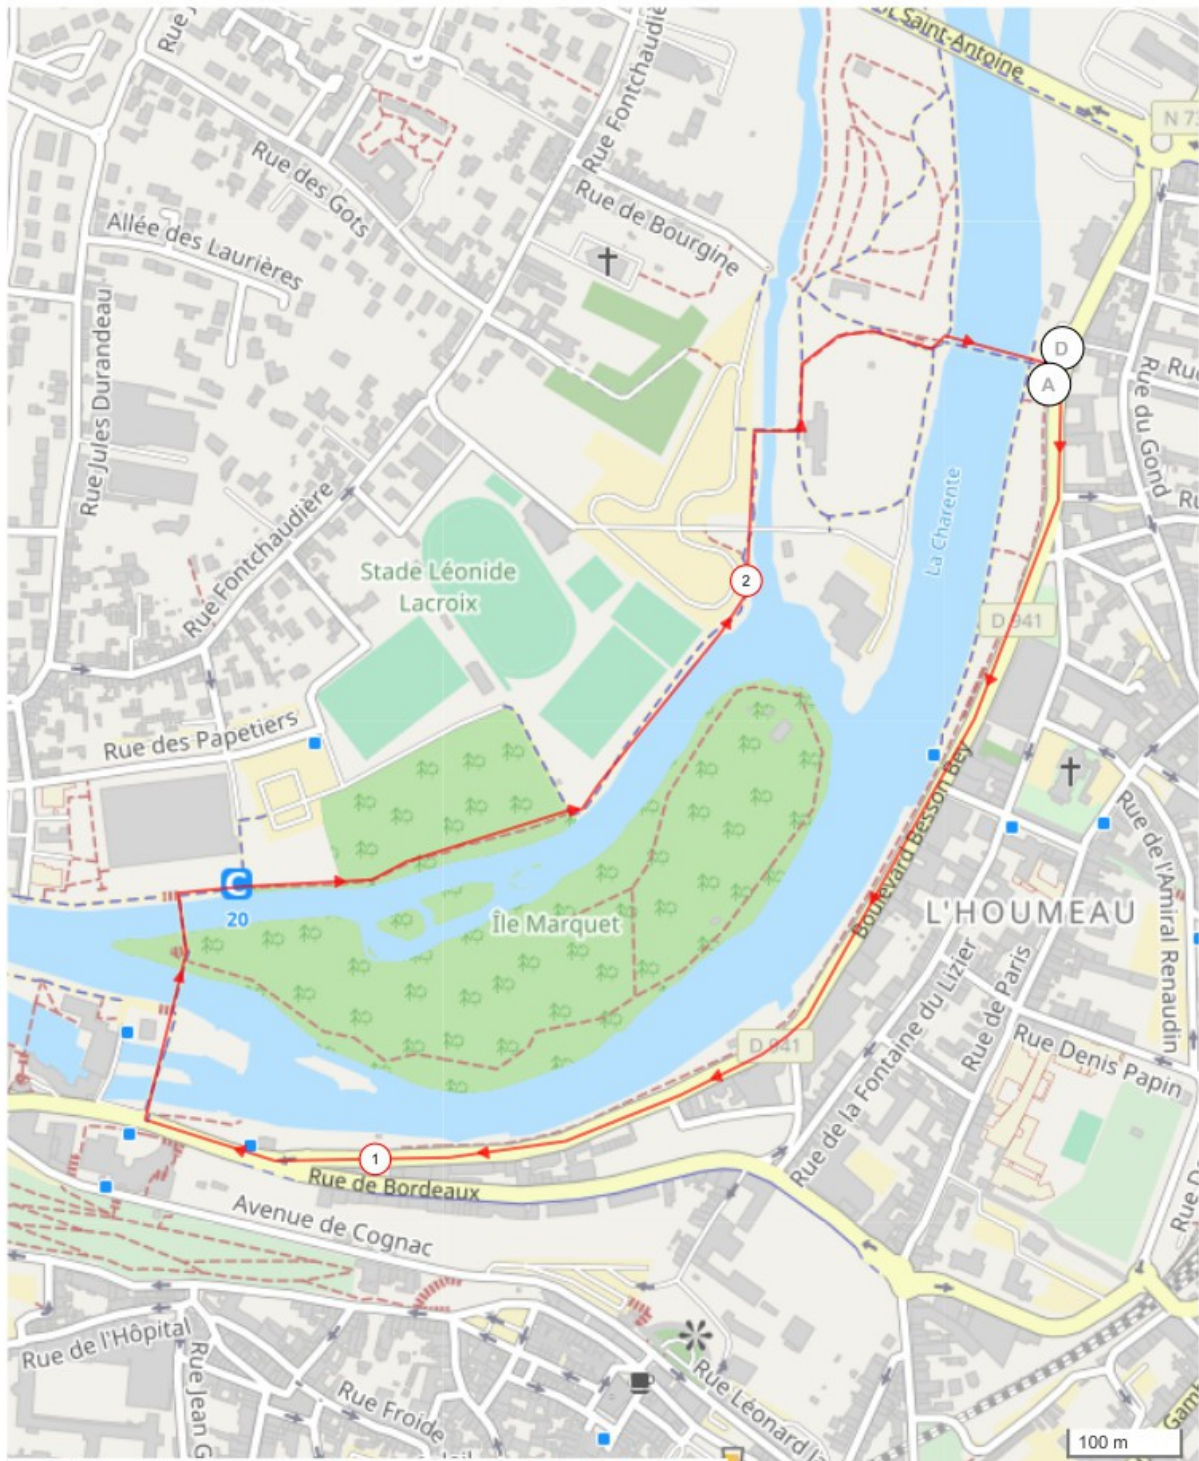 Saint-Antoine
Rue Fontchaudière
Rue des Gots
Rue de Bourgine
Allée des Laurières
Rue Jules Durandeau
D
A
Rue du Gond
La Charente
Rue Fontchaudière
Stade Léonide
Lacroix
2
D 941
Rue des Papetiers
Boulevard Besson Bey
Rue de l'Amiral Renaudin
C
20
Île Marquet
L'HOUMEAU
Rue de la Fontaine du Lizier
Rue de Paris
D 941
Rue Denis Papin
1
Rue de Bordeaux
Avenue de Cognac
Rue de l'Hôpital
Rue Jean G
Rue Froide
Rue Léonard
100 m